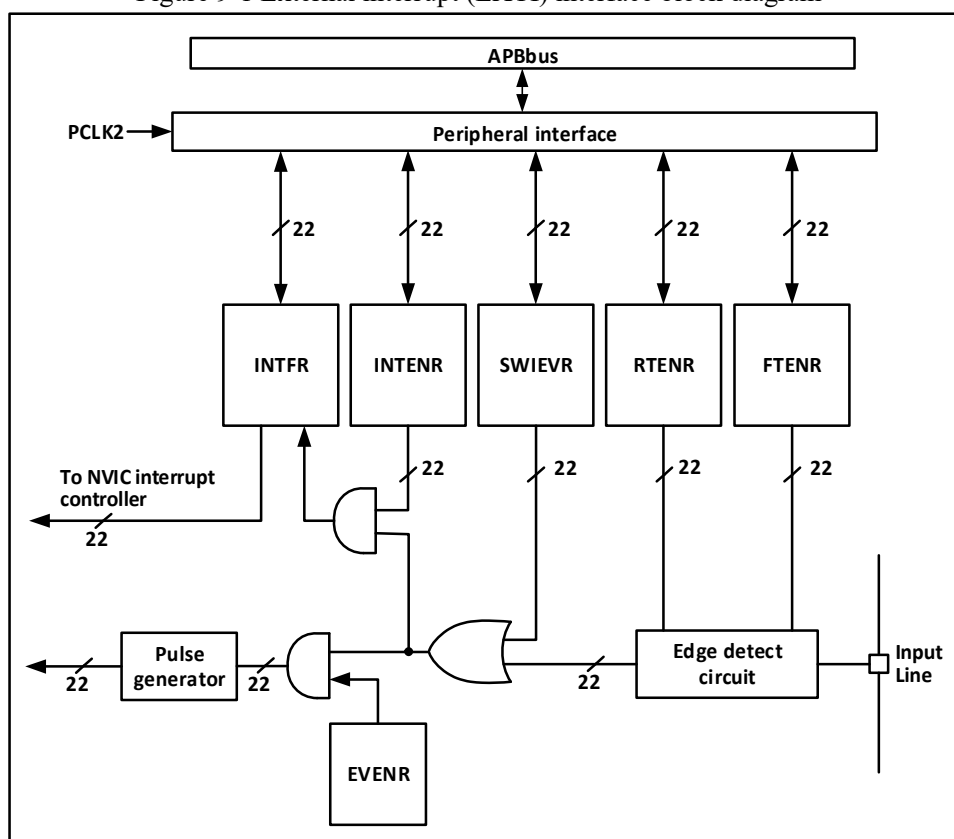 APBbus
PCLK2
Peripheral interface
22 22 22 22 22
INTFR INTENR SWIEVR RTENR FTENR
22 22 22 22
To NVIC interrupt
controller
22
Pulse
generator
22
22
22
Edge detect
circuit
Input
Line
EVENR